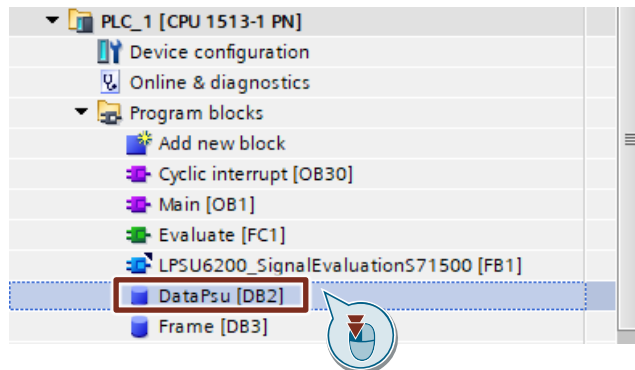 PLC_1 [CPU 1513-1 PN]
Device configuration
Online & diagnostics
Program blocks
Add new block
Cyclic interrupt [OB30]
Main [OB1]
Evaluate [FC1]
LPSU6200_SignalEvaluationS71500 [FB1]
DataPsu [DB2]
Frame [DB3]